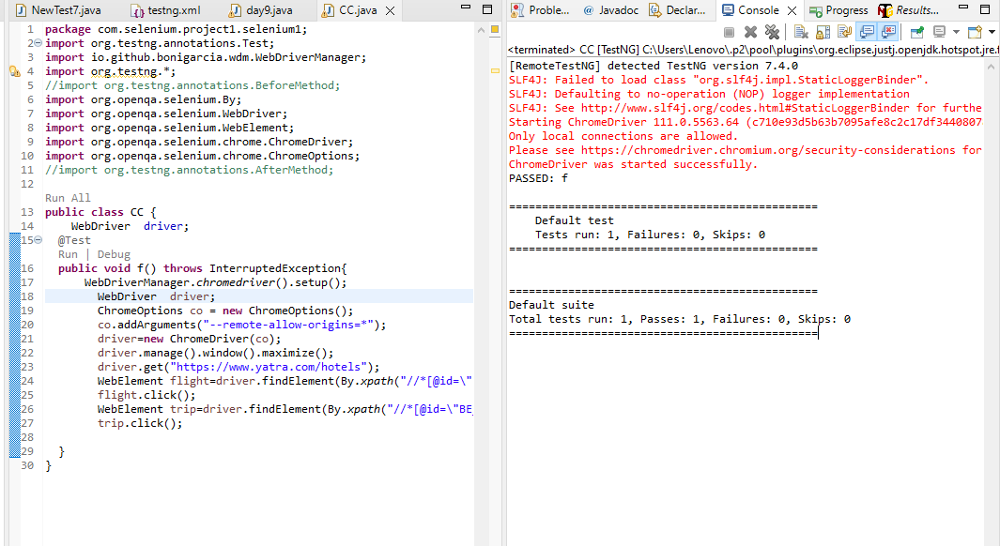 NewTest7.java testng.xml day9.java CC.java
1 package com.selenium.project1.selenium1;
2 import org.testng.annotations.Test;
3 import io.github.bonigarcia.wdm.WebDriverManager;
4 import org.testng.*;
5 //import org.testng.annotations.BeforeMethod;
6 import org.openqa.selenium.By;
7 import org.openqa.selenium.WebDriver;
8 import org.openqa.selenium.WebElement;
9 import org.openqa.selenium.chrome.ChromeDriver;
10 import org.openqa.selenium.chrome.ChromeOptions;
11 //import org.testng.annotations.AfterMethod;
12
Run All
13 public class CC {
14 WebDriver driver;
15 @Test
Run | Debug
16 public void f() throws InterruptedException{
17 WebDriverManager.chromedriver().setup();
18 WebDriver driver;
19 ChromeOptions co = new ChromeOptions();
20 co.addArguments("--remote-allow-origins=*");
21 driver=new ChromeDriver(co);
22 driver.manage().window().maximize();
23 driver.get("https://www.yatra.com/hotels");
24 WebElement flight=driver.findElement(By.xpath("//*[@id=\"
25 flight.click();
26 WebElement trip=driver.findElement(By.xpath("//*[@id=\"BE_
27 trip.click();
28
29 }
30 }
Proble... @ Javadoc Declar... Console Progress Results...
<terminated> CC [TestNG] C:\Users\Lenovo\.p2\pool\plugins\org.eclipse.justj.openjdk.hotspot.jre.f
[RemoteTestNG] detected TestNG version 7.4.0
SLF4J: Failed to load class "org.slf4j.impl.StaticLoggerBinder".
SLF4J: Defaulting to no-operation (NOP) logger implementation
SLF4J: See http://www.slf4j.org/codes.html#StaticLoggerBinder for furthe
Starting ChromeDriver 111.0.5563.64 (c710e93d5b63b7095afe8c2c17df3440807
Only local connections are allowed.
Please see https://chromedriver.chromium.org/security-considerations for
ChromeDriver was started successfully.
PASSED: f
===============================================
Default test
Tests run: 1, Failures: 0, Skips: 0
===============================================
===============================================
Default suite
Total tests run: 1, Passes: 1, Failures: 0, Skips: 0
===============================================